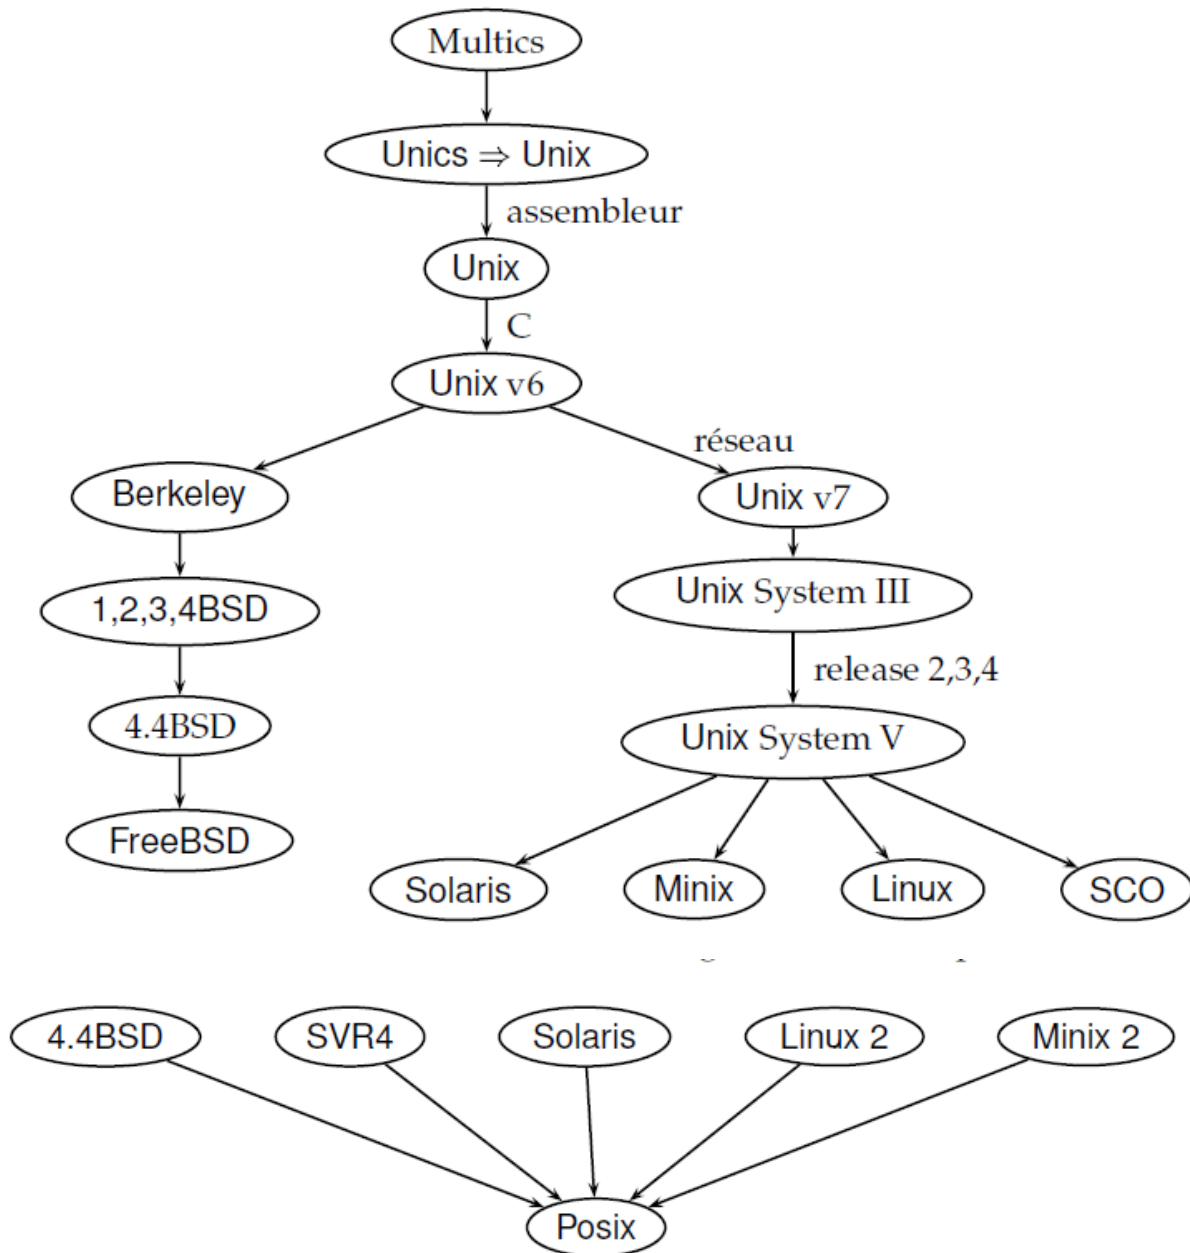 Multics
Unics ⇒ Unix
assembleur
Unix
C
Unix v6
réseau
Berkeley
Unix v7
1,2,3,4BSD
Unix System III
release 2,3,4
4.4BSD
Unix System V
FreeBSD
Solaris
Minix
Linux
SCO
4.4BSD
SVR4
Solaris
Linux 2
Minix 2
Posix